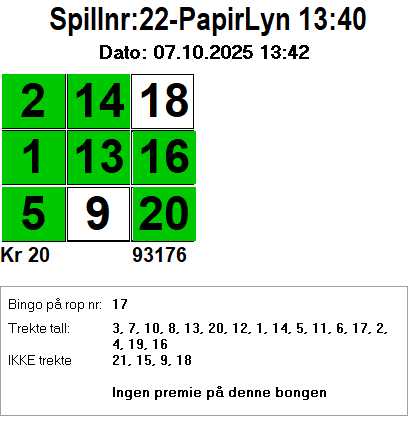 Spillnr:22-PapirLyn 13:40
Dato: 07.10.2025 13:42
2 14 18
1 13 16
5 9 20
Kr 20 93176
Bingo på rop nr: 17
Trekte tall: 3, 7, 10, 8, 13, 20, 12, 1, 14, 5, 11, 6, 17, 2,
4, 19, 16
IKKE trekte 21, 15, 9, 18
Ingen premie på denne bongen